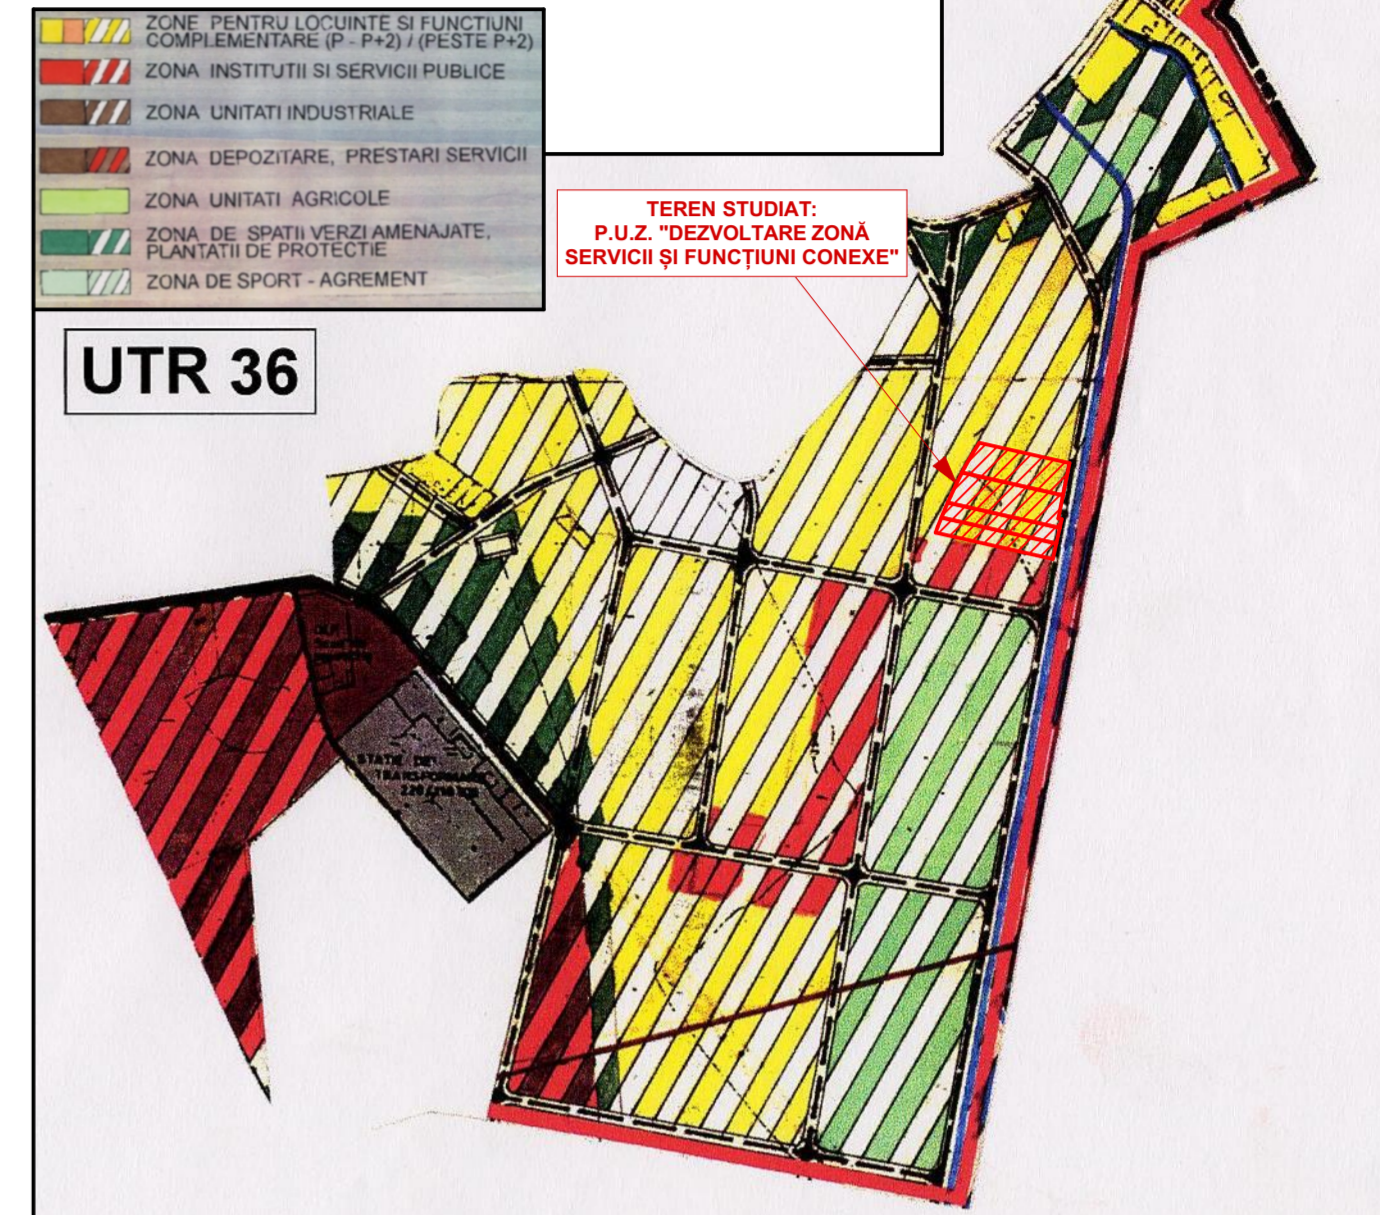 ZONE PENTRU LOCUINTE SI FUNCTIUNI
COMPLEMENTARE (P - P+2) / (PESTE P+2)
ZONA INSTITUTII SI SERVICII PUBLICE
ZONA UNITATI INDUSTRIALE
ZONA DEPOZITARE, PRESTARI SERVICII
ZONA UNITATI AGRICOLE
ZONA DE SPATII VERZI AMENAJATE,
PLANTATII DE PROTECTIE
ZONA DE SPORT - AGREMENT
TEREN STUDIAT:
P.U.Z. "DEZVOLTARE ZONĂ
SERVICII ȘI FUNCȚIUNI CONEXE"
UTR 36
STATIE DE